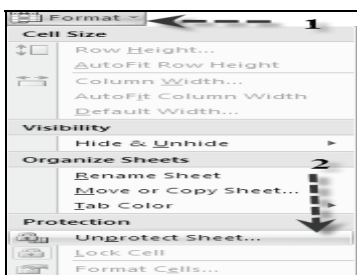 Format 1
Cell Size
Row Height...
AutoFit Row Height
Column Width...
AutoFit Column Width
Default Width...
Visibility
Hide & Unhide
Organize Sheets 2
Rename Sheet
Move or Copy Sheet...
Tab Color
Protection
Unprotect Sheet...
Lock Cell
Format Cells...